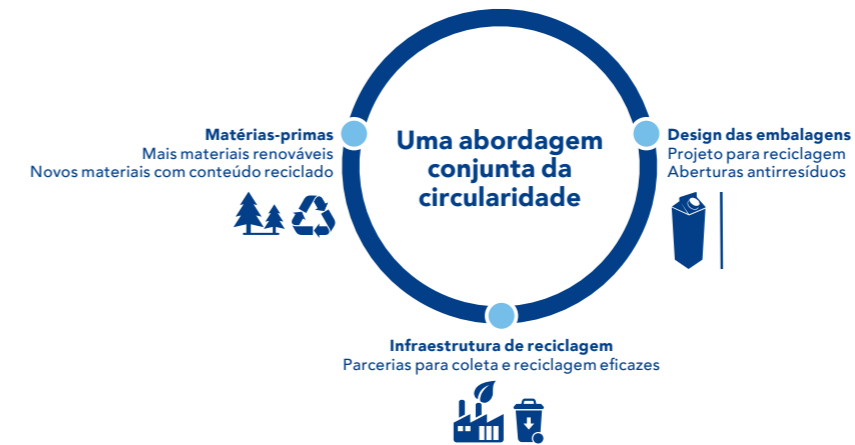 Uma abordagem
conjunta da
circularidade
Matérias-primas
Mais materiais renováveis
Novos materiais com conteúdo reciclado
Design das embalagens
Projeto para reciclagem
Aberturas antirresíduos
Infraestrutura de reciclagem
Parcerias para coleta e reciclagem eficazes